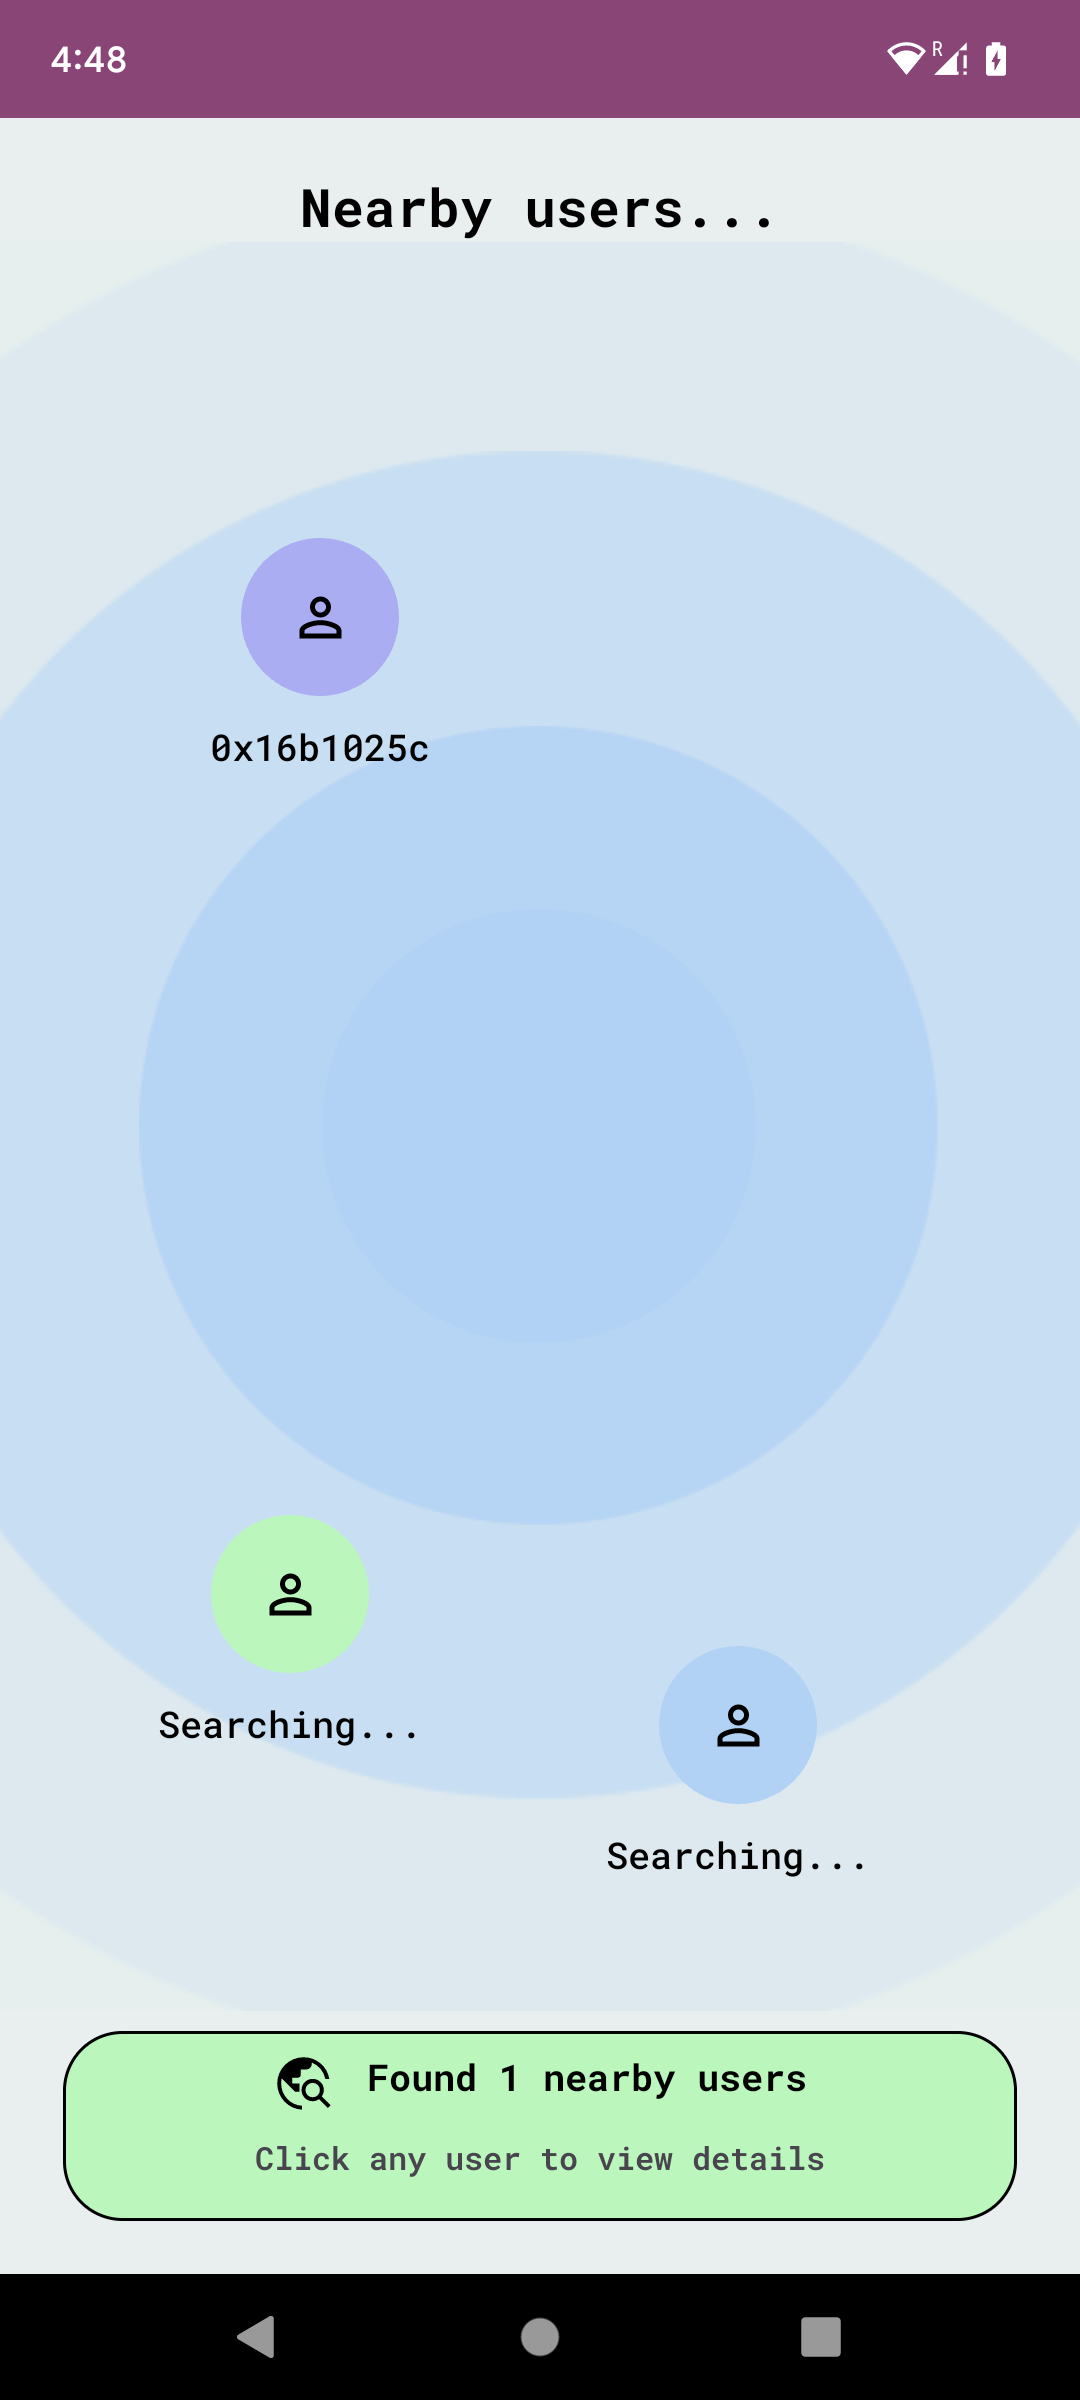 4:48
R
Nearby users...
0x16b1025c
Searching...
Searching...
Found 1 nearby users
Click any user to view details